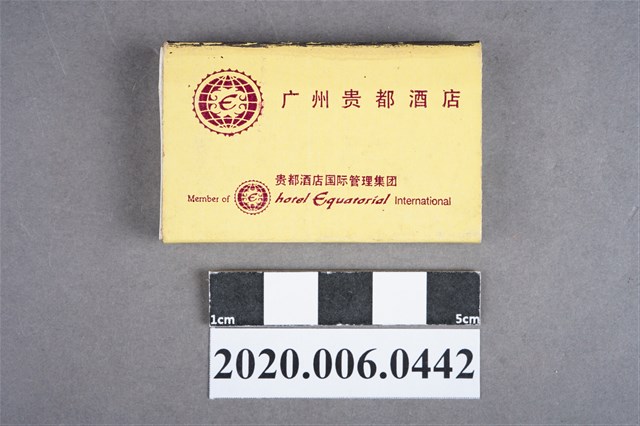 E
广州贵都酒店
贵都酒店国际管理集团
Member of E hotel Equatorial International
1cm 5cm
2020.006.0442